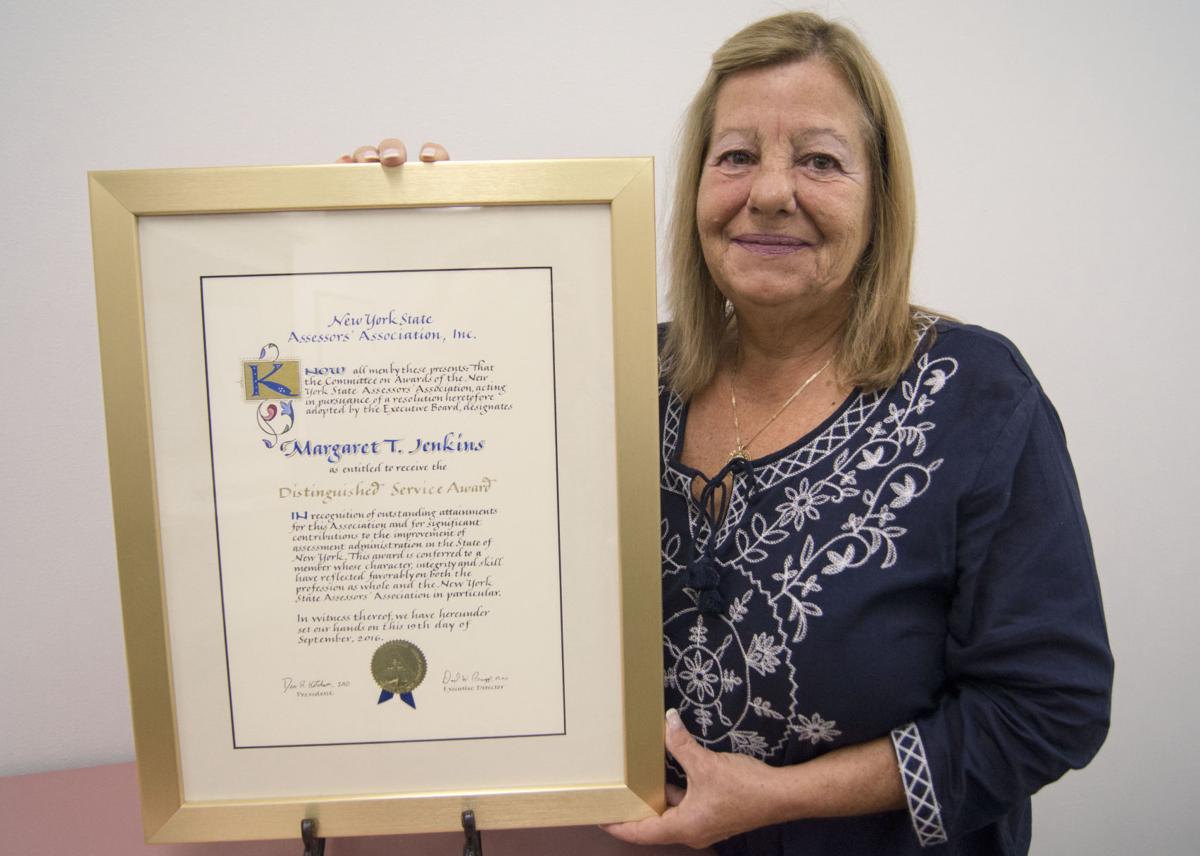 New York State
Assessors' Association, Inc.
KNOW all men by these presents: That
the Committee on Awards of the New
York State Assessors' Association, acting
in pursuance of a resolution heretofore
adopted by the Executive Board, designates
Margaret T. Jenkins
as entitled to receive the
Distinguished Service Award
IN recognition of outstanding attainments
for this Association and for significant
contributions to the improvement of
assessment administration in the State of
New York. This award is conferred to a
member whose character, integrity and skill
have reflected favorably on both the
profession as whole and the New York
State Assessors' Association in particular.
In witness thereof, we have hereunder
set our hands on this 19th day of
September, 2016.
President
Executive Director